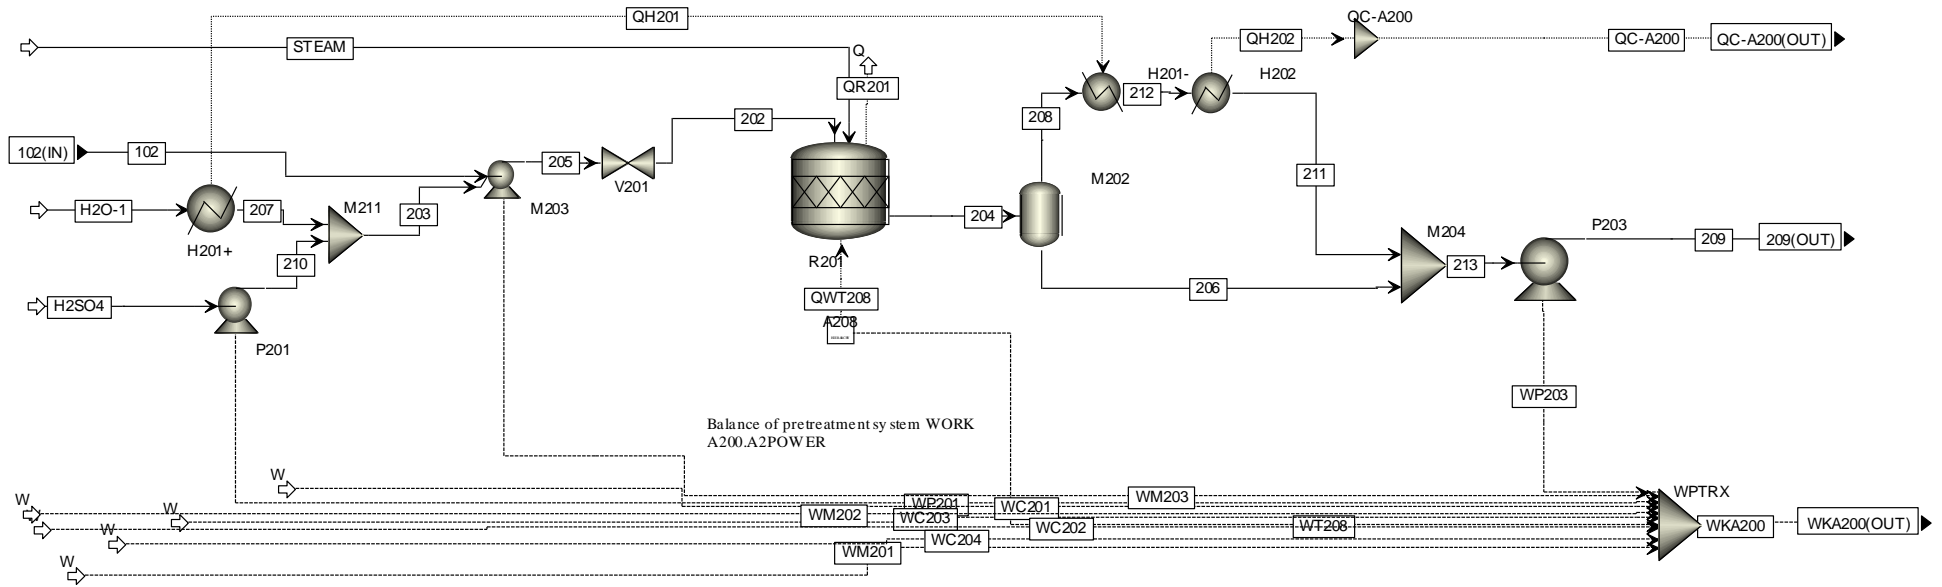 QH201
QC-A200
STEAM
Q
QH202
QC-A200
QC-A200(OUT)
QR201
H201-
H202
212
208
202
102(IN)
102
205
V201
M202
211
H2O-1
207
M211
203
M203
204
M204
P203
209
209(OUT)
H201+
210
R201
213
H2SO4
QWT208
206
A208
P201
WP203
Balance of pretreatment system WORK
A200.A2POWER
W
WPTRX
W
WP201
WM203
W
WM202
WC203
WC201
W
WC202
WT208
WKA200
WKA200(OUT)
WC204
WM201
W